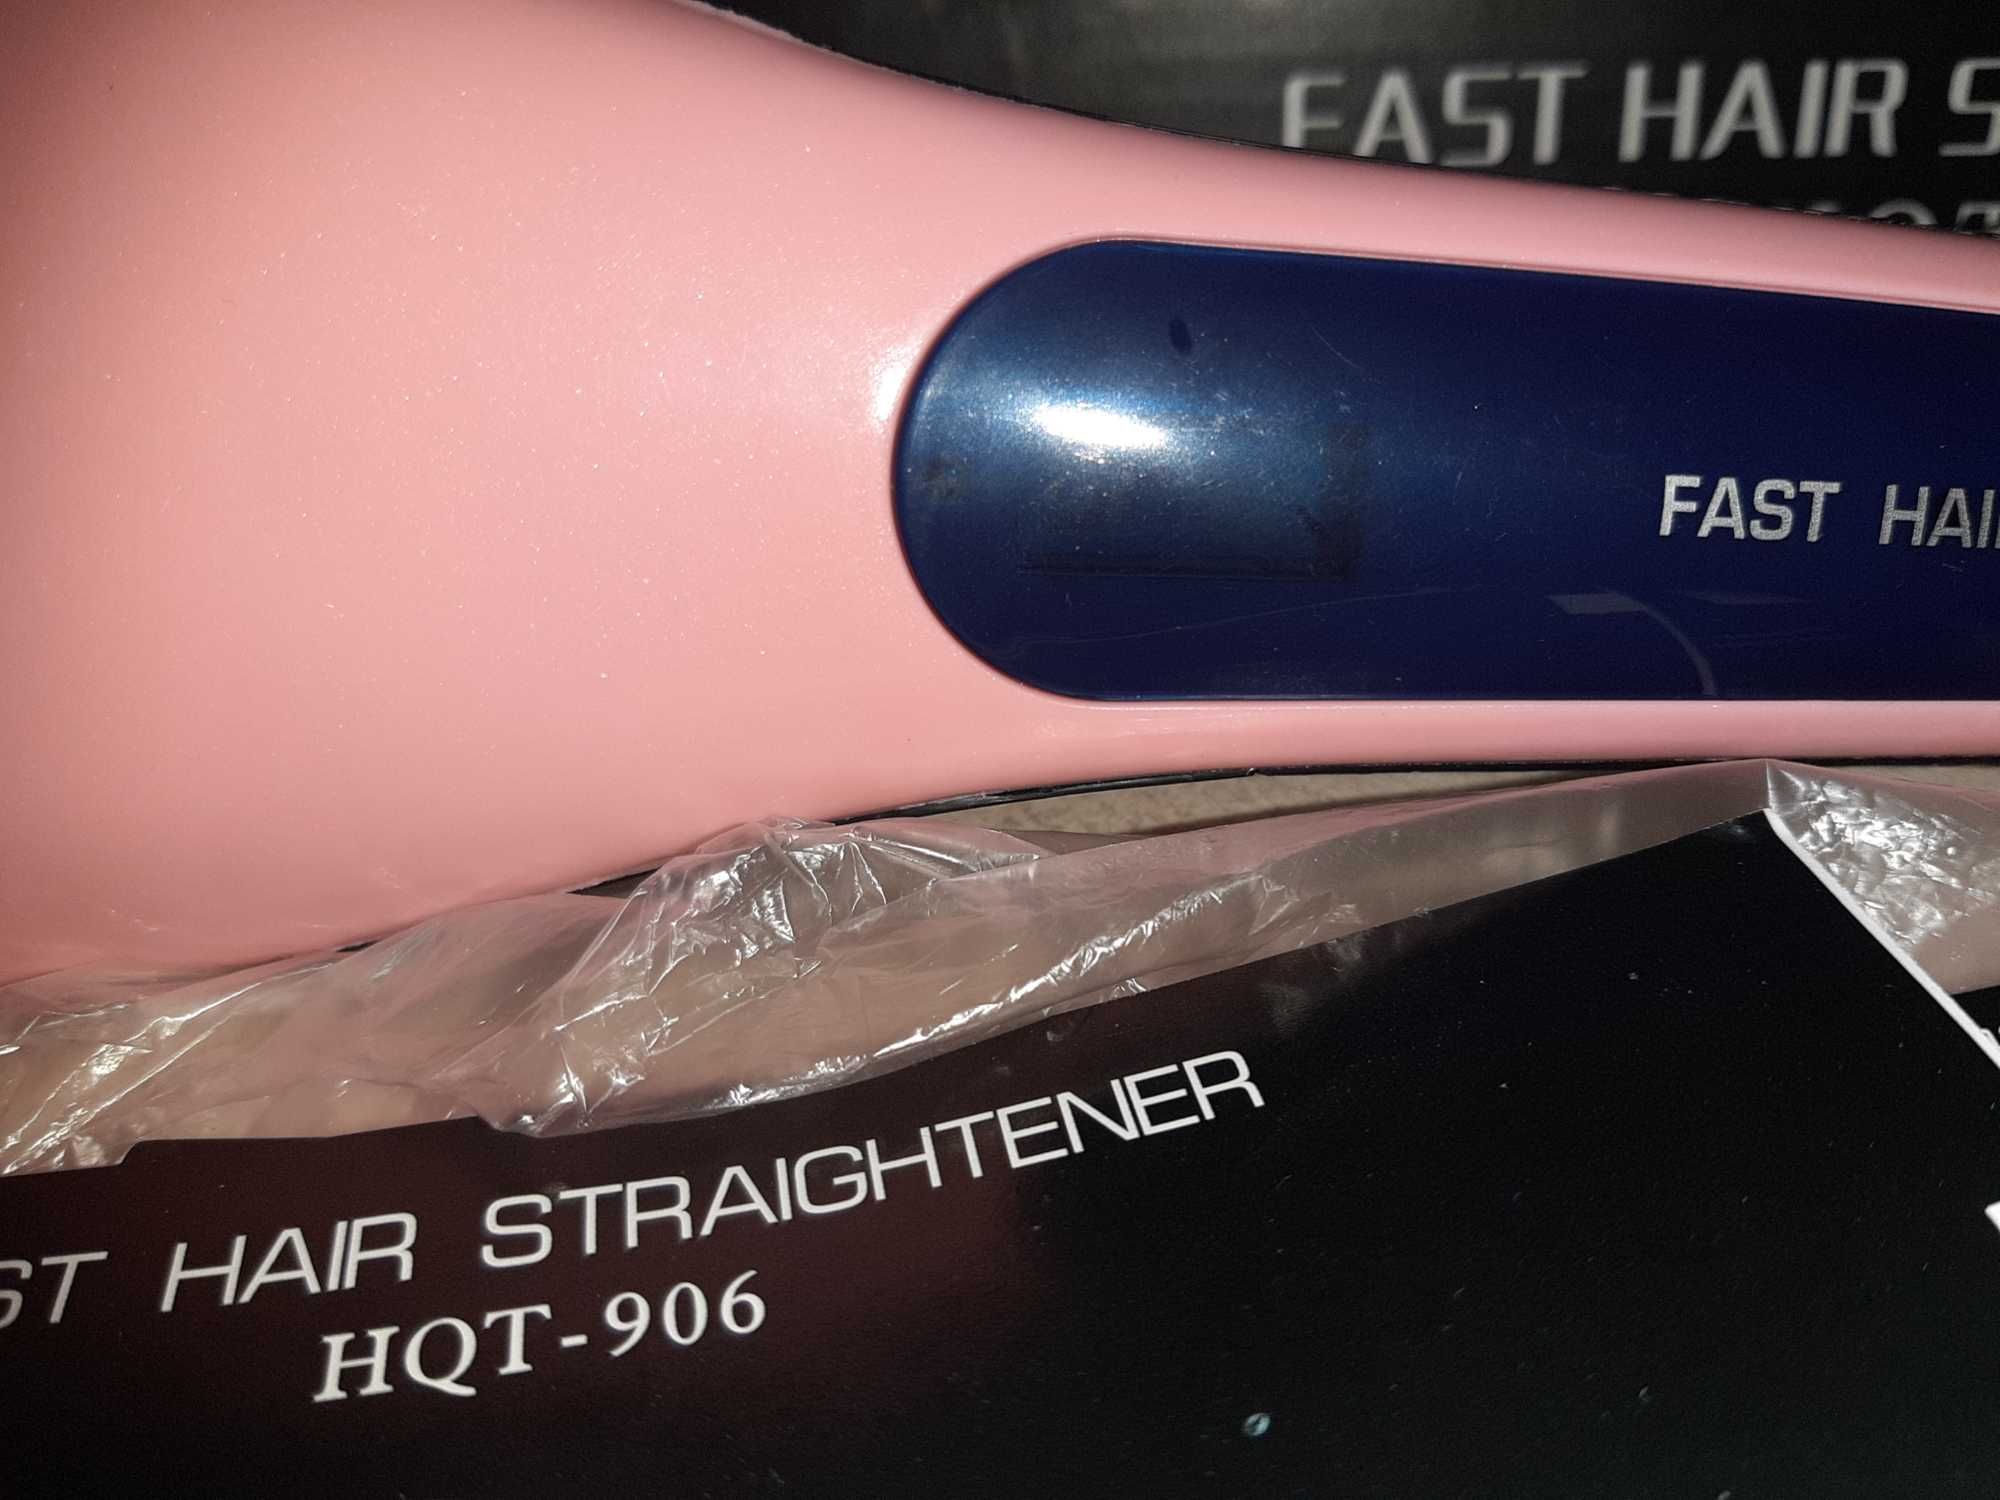 FAST HAIR S
FAST HAI
ST HAIR STRAIGHTENER
HQT-906